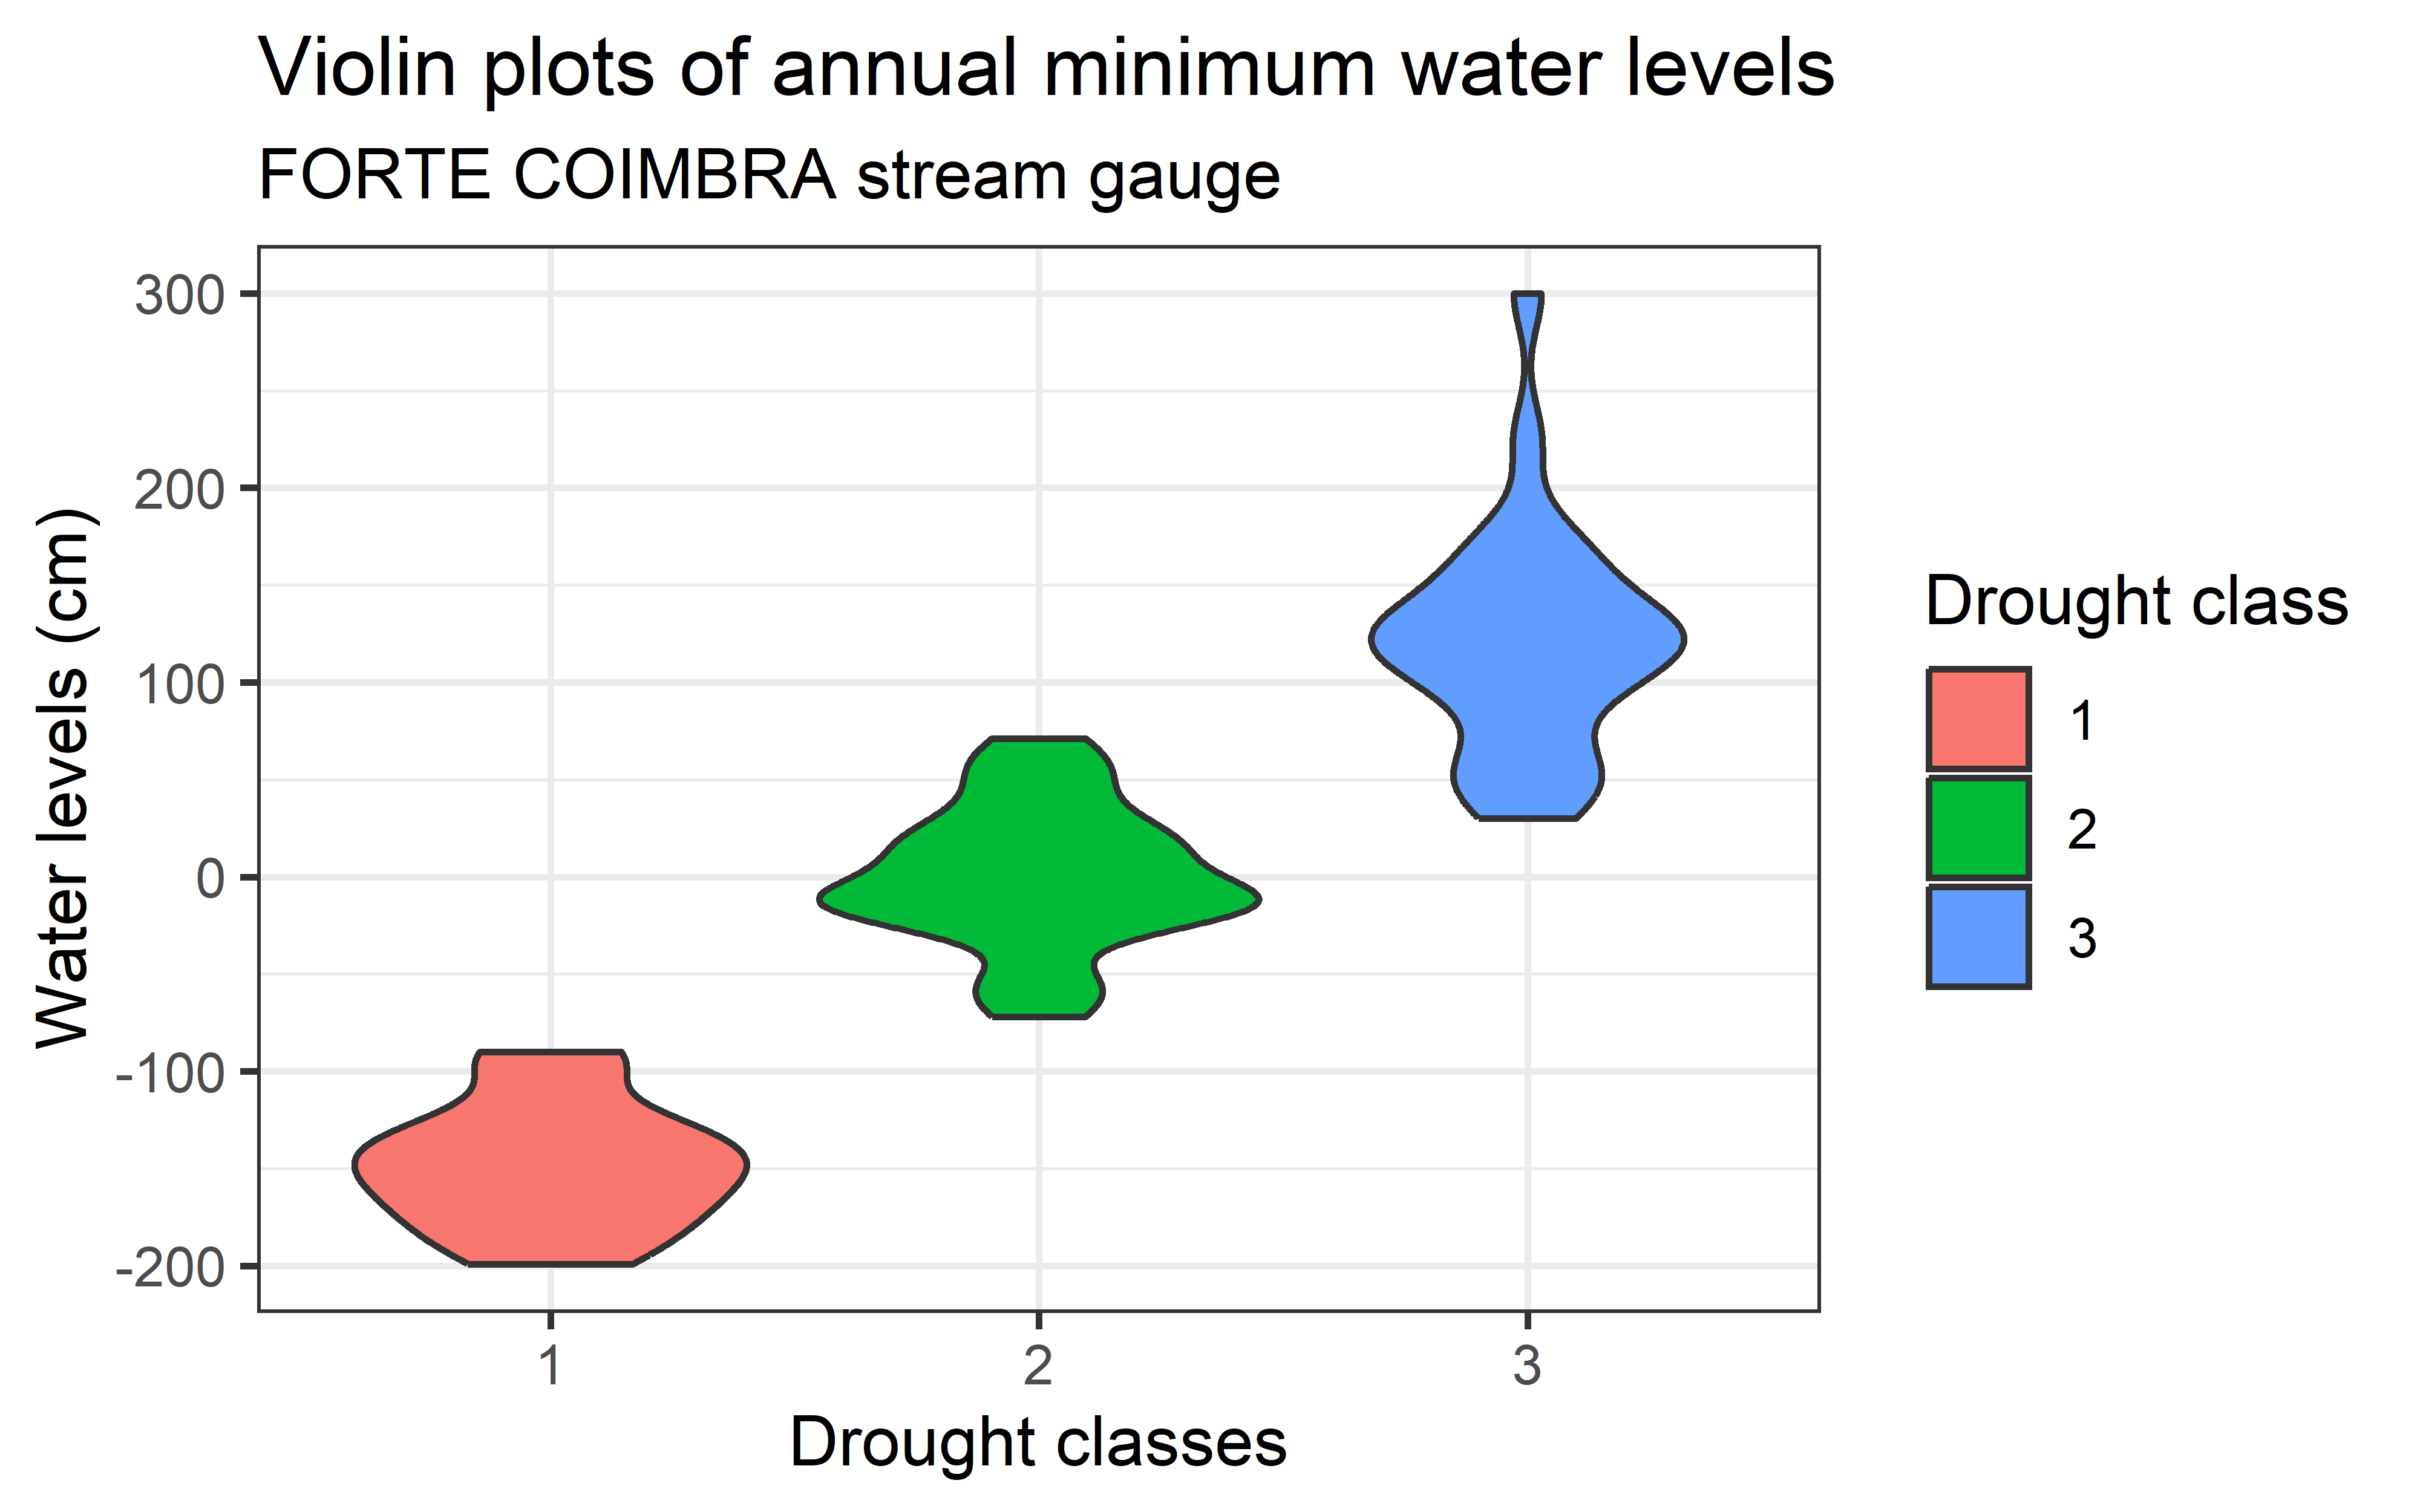 Violin plots of annual minimum water levels
FORTE COIMBRA stream gauge
Water levels (cm)
300
200
100
0
-100
-200
1
2
3
Drought classes
Drought class
1
2
3